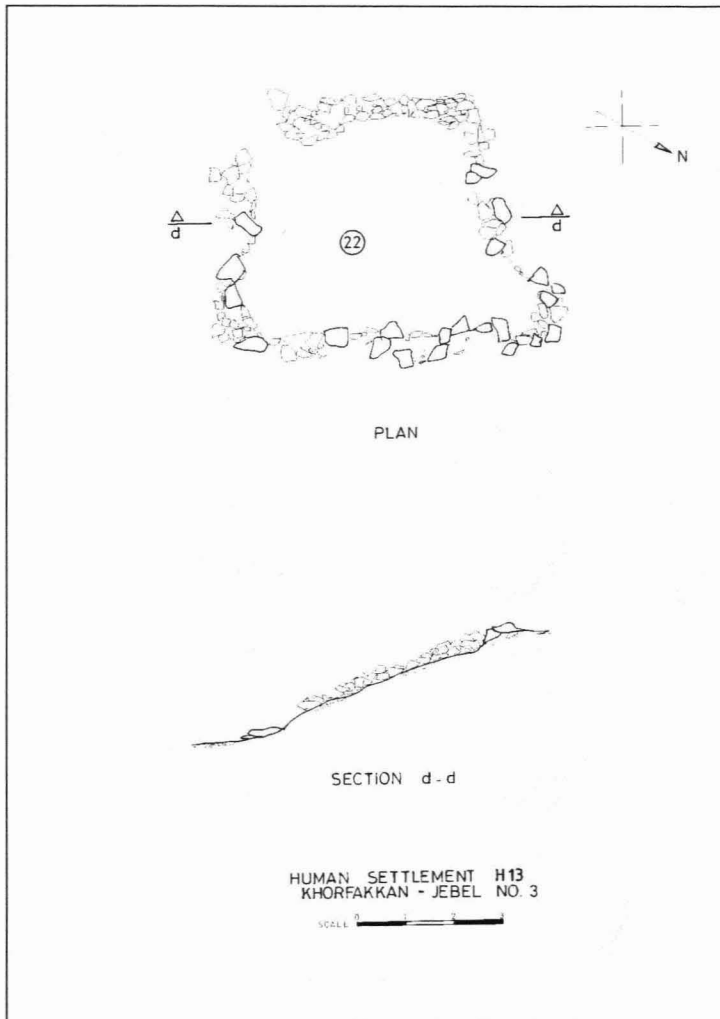 N
d d
22
PLAN
SECTION d-d
HUMAN SETTLEMENT H13
KHORFAKKAN - JEBEL NO. 3
SCALE 0 1 2 3